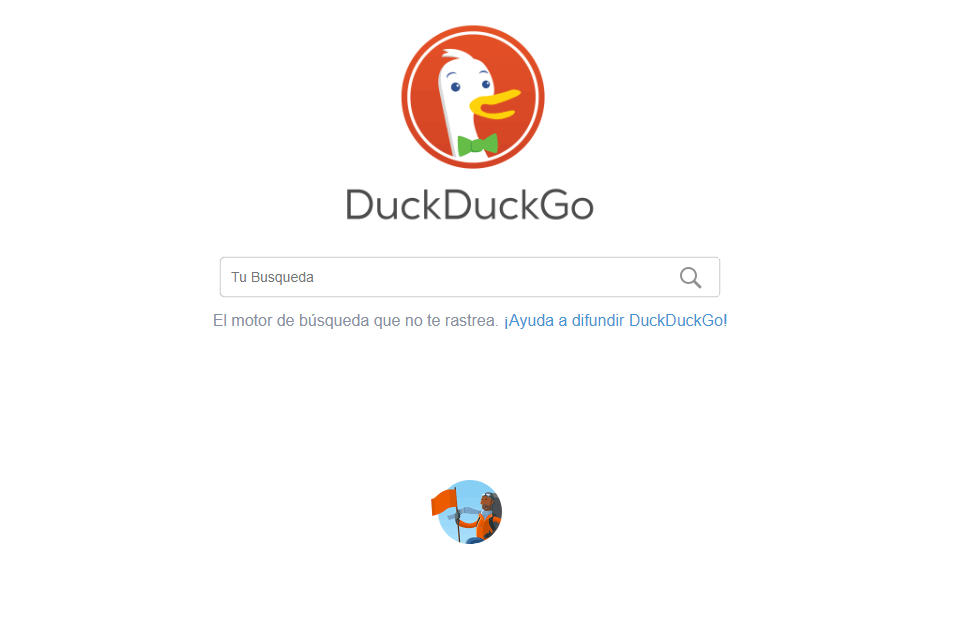 DuckDuckGo
Tu Busqueda
El motor de búsqueda que no te rastrea. ¡Ayuda a difundir DuckDuckGo!